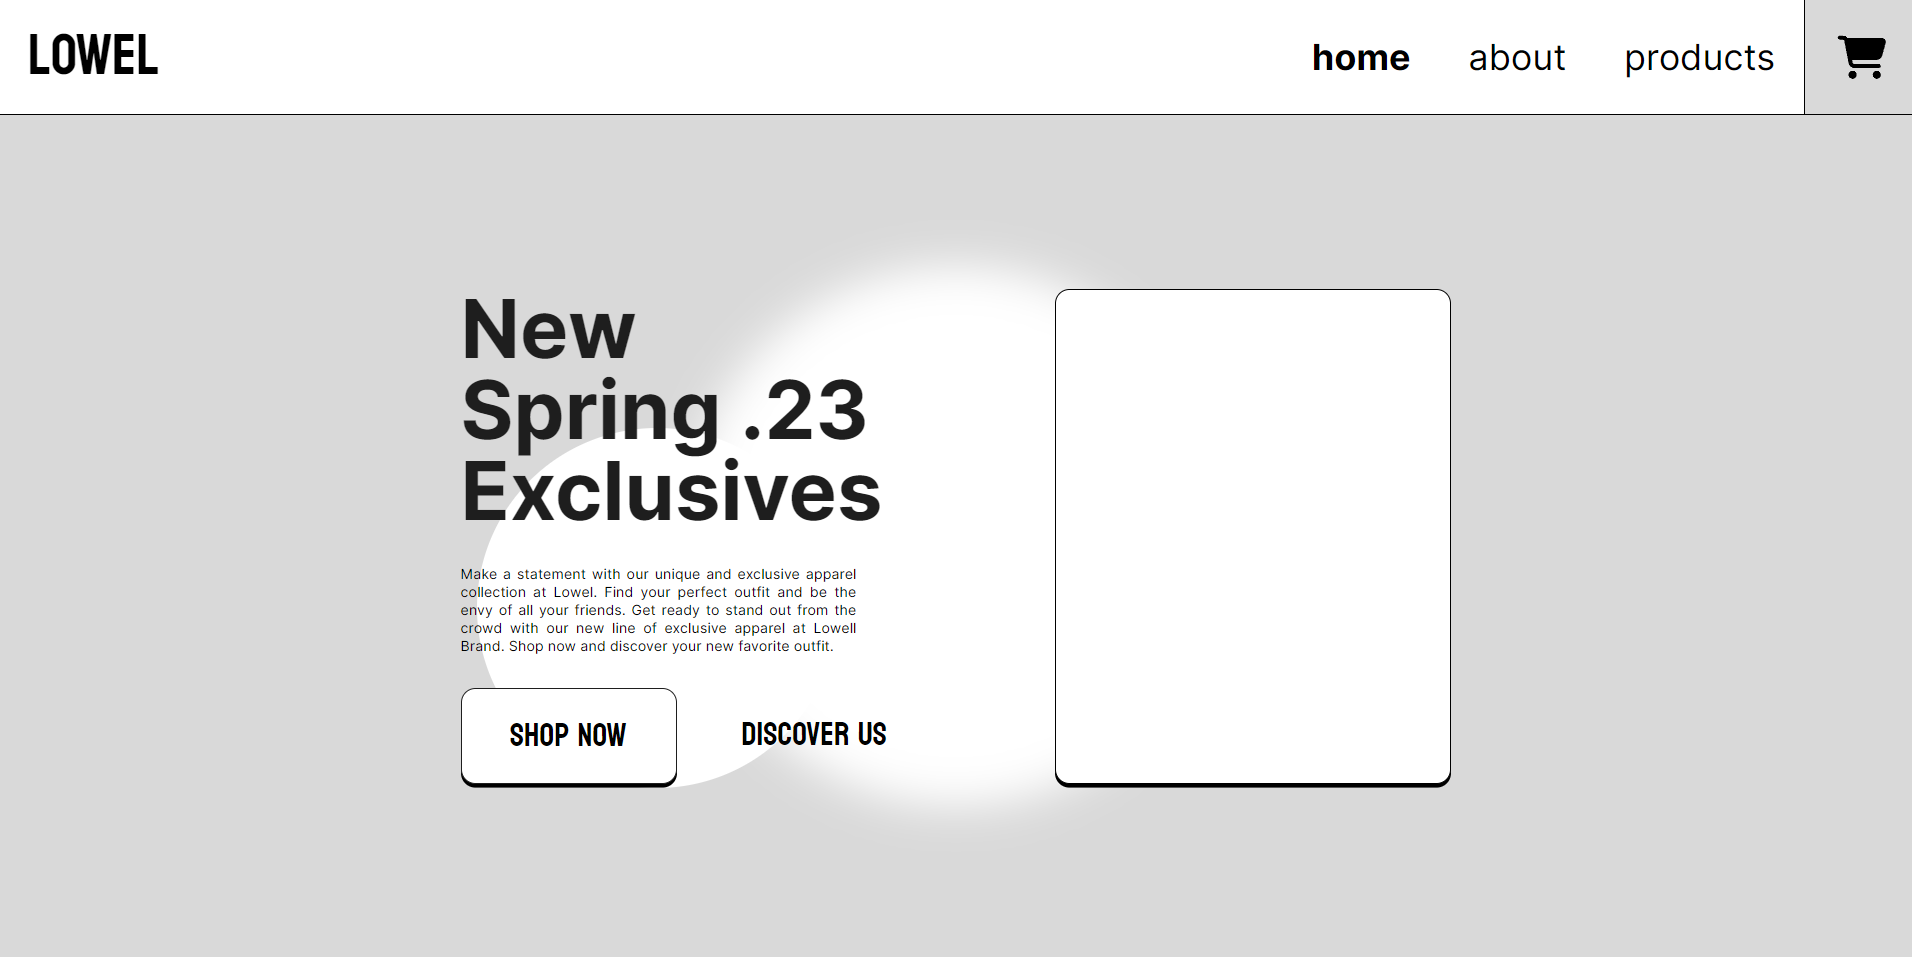 LOWEL
home about products
New
Spring .23
Exclusives
Make a statement with our unique and exclusive apparel
collection at Lowel. Find your perfect outfit and be the
envy of all your friends. Get ready to stand out from the
crowd with our new line of exclusive apparel at Lowell
Brand. Shop now and discover your new favorite outfit.
SHOP NOW
DISCOVER US